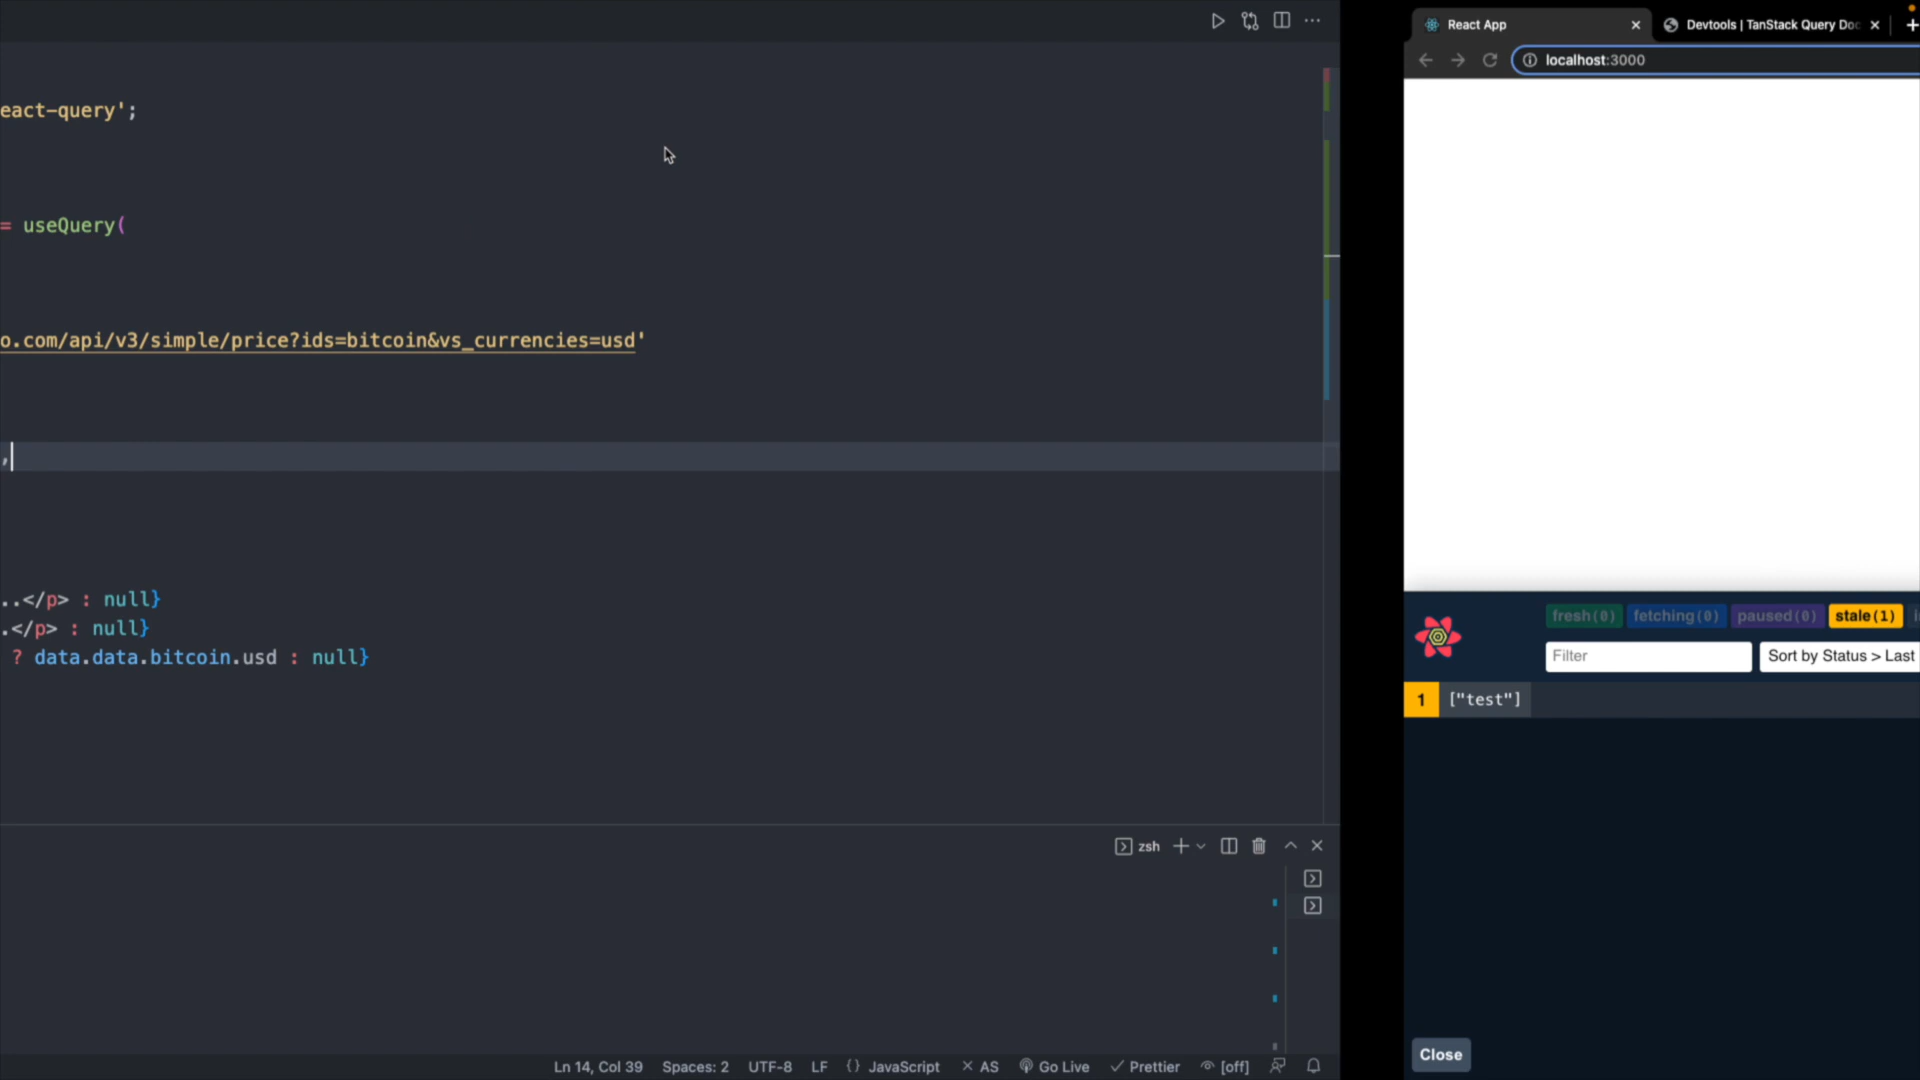 eact-query';
= useQuery(
o.com/api/v3/simple/price?ids=bitcoin&vs_currencies=usd'
,
..</p> : null}
.</p> : null}
? data.data.bitcoin.usd : null}
zsh
Ln 14, Col 39 Spaces: 2 UTF-8 LF {} JavaScript AS Go Live Prettier [off]
React App Devtools | TanStack Query Doc
localhost:3000
fresh(0) fetching(0) paused(0) stale(1)
Filter Sort by Status > Last
1 ["test"]
Close